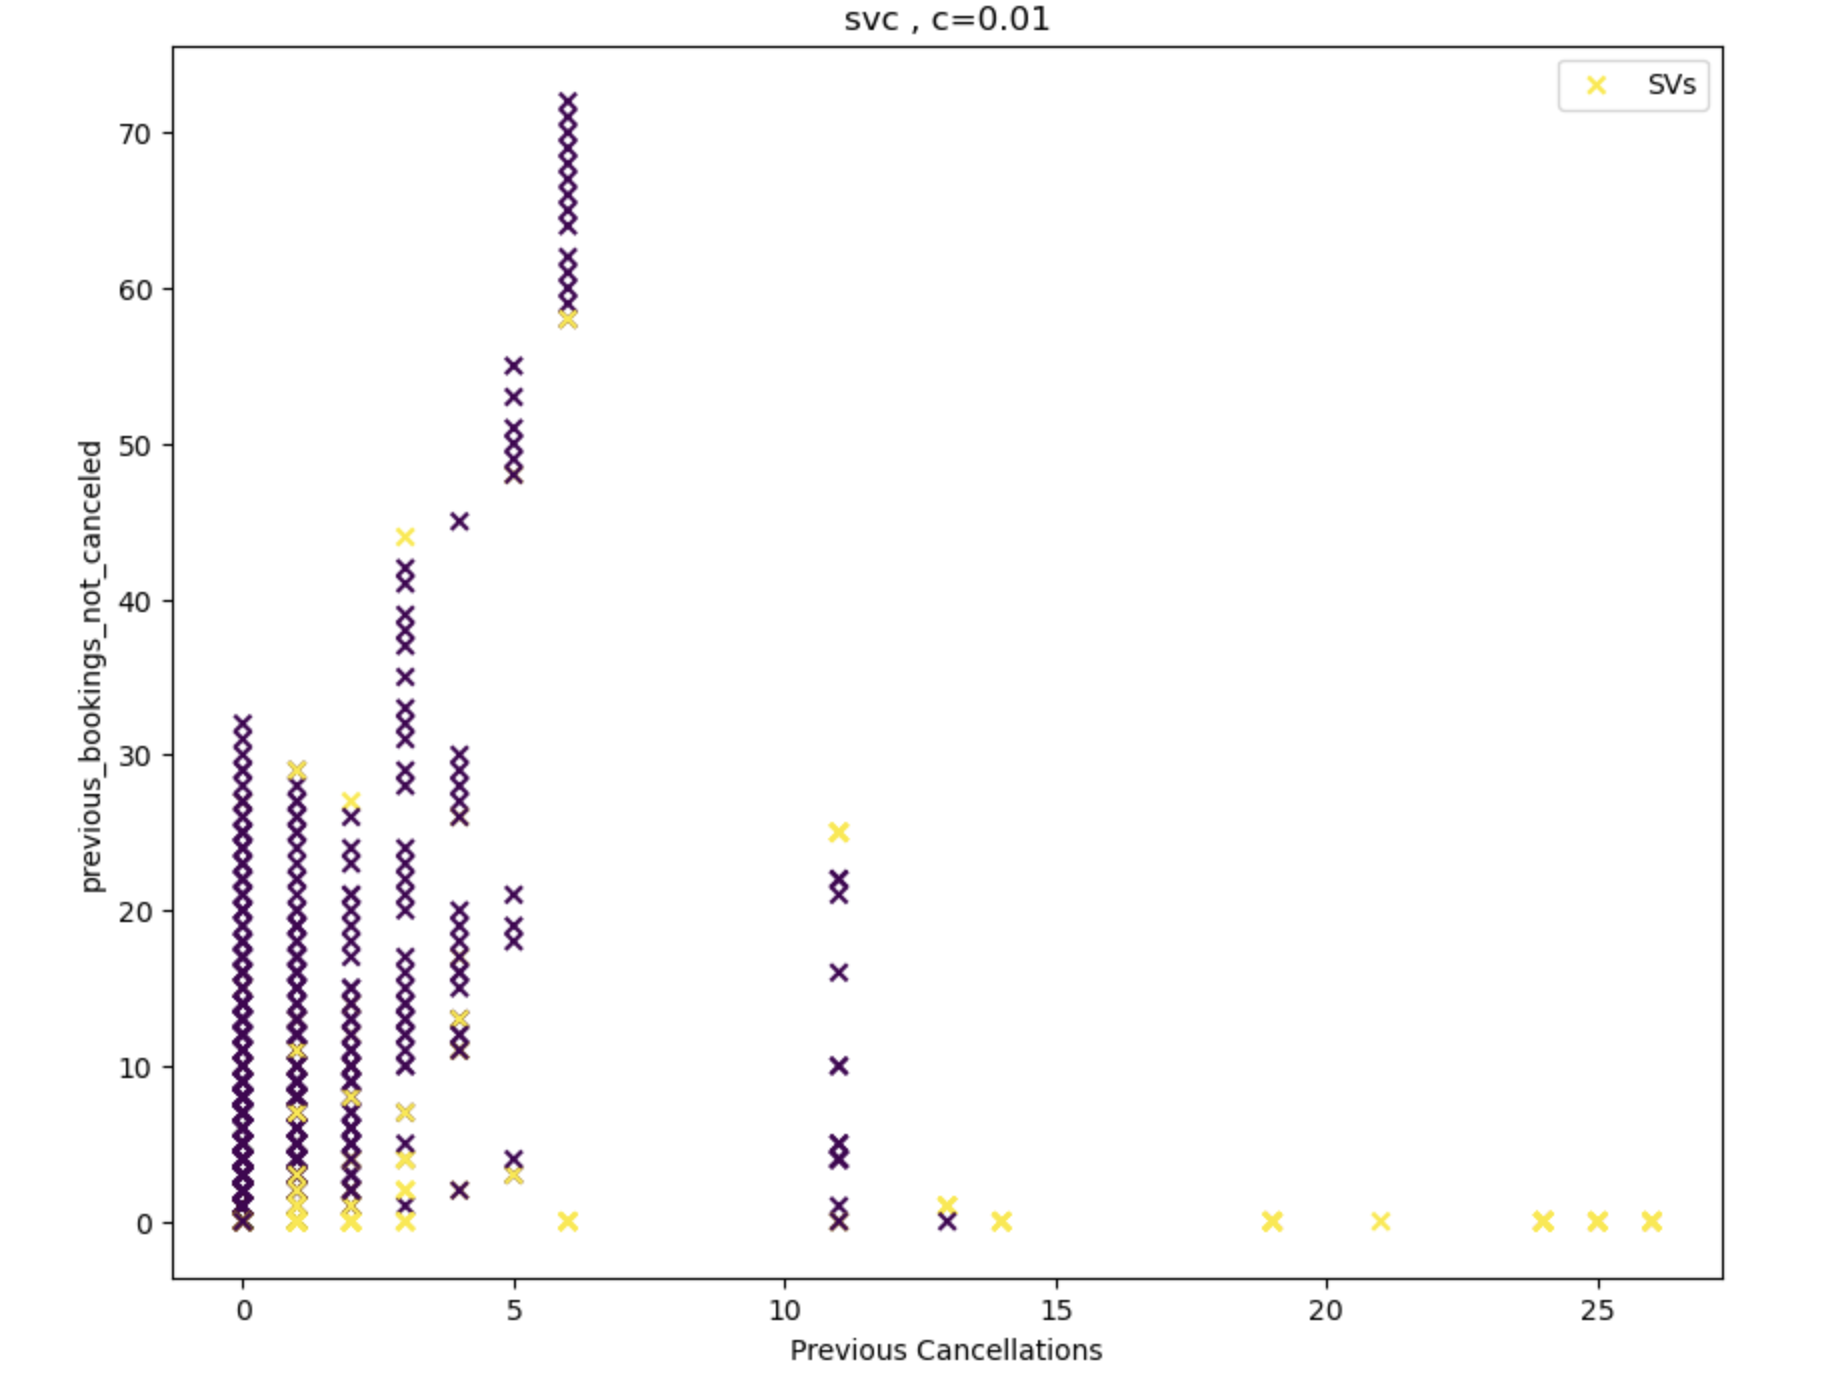 svc , c=0.01
SVs
previous_bookings_not_canceled
70
60
50
40
30
20
10
0
0 5 10 15 20 25
Previous Cancellations